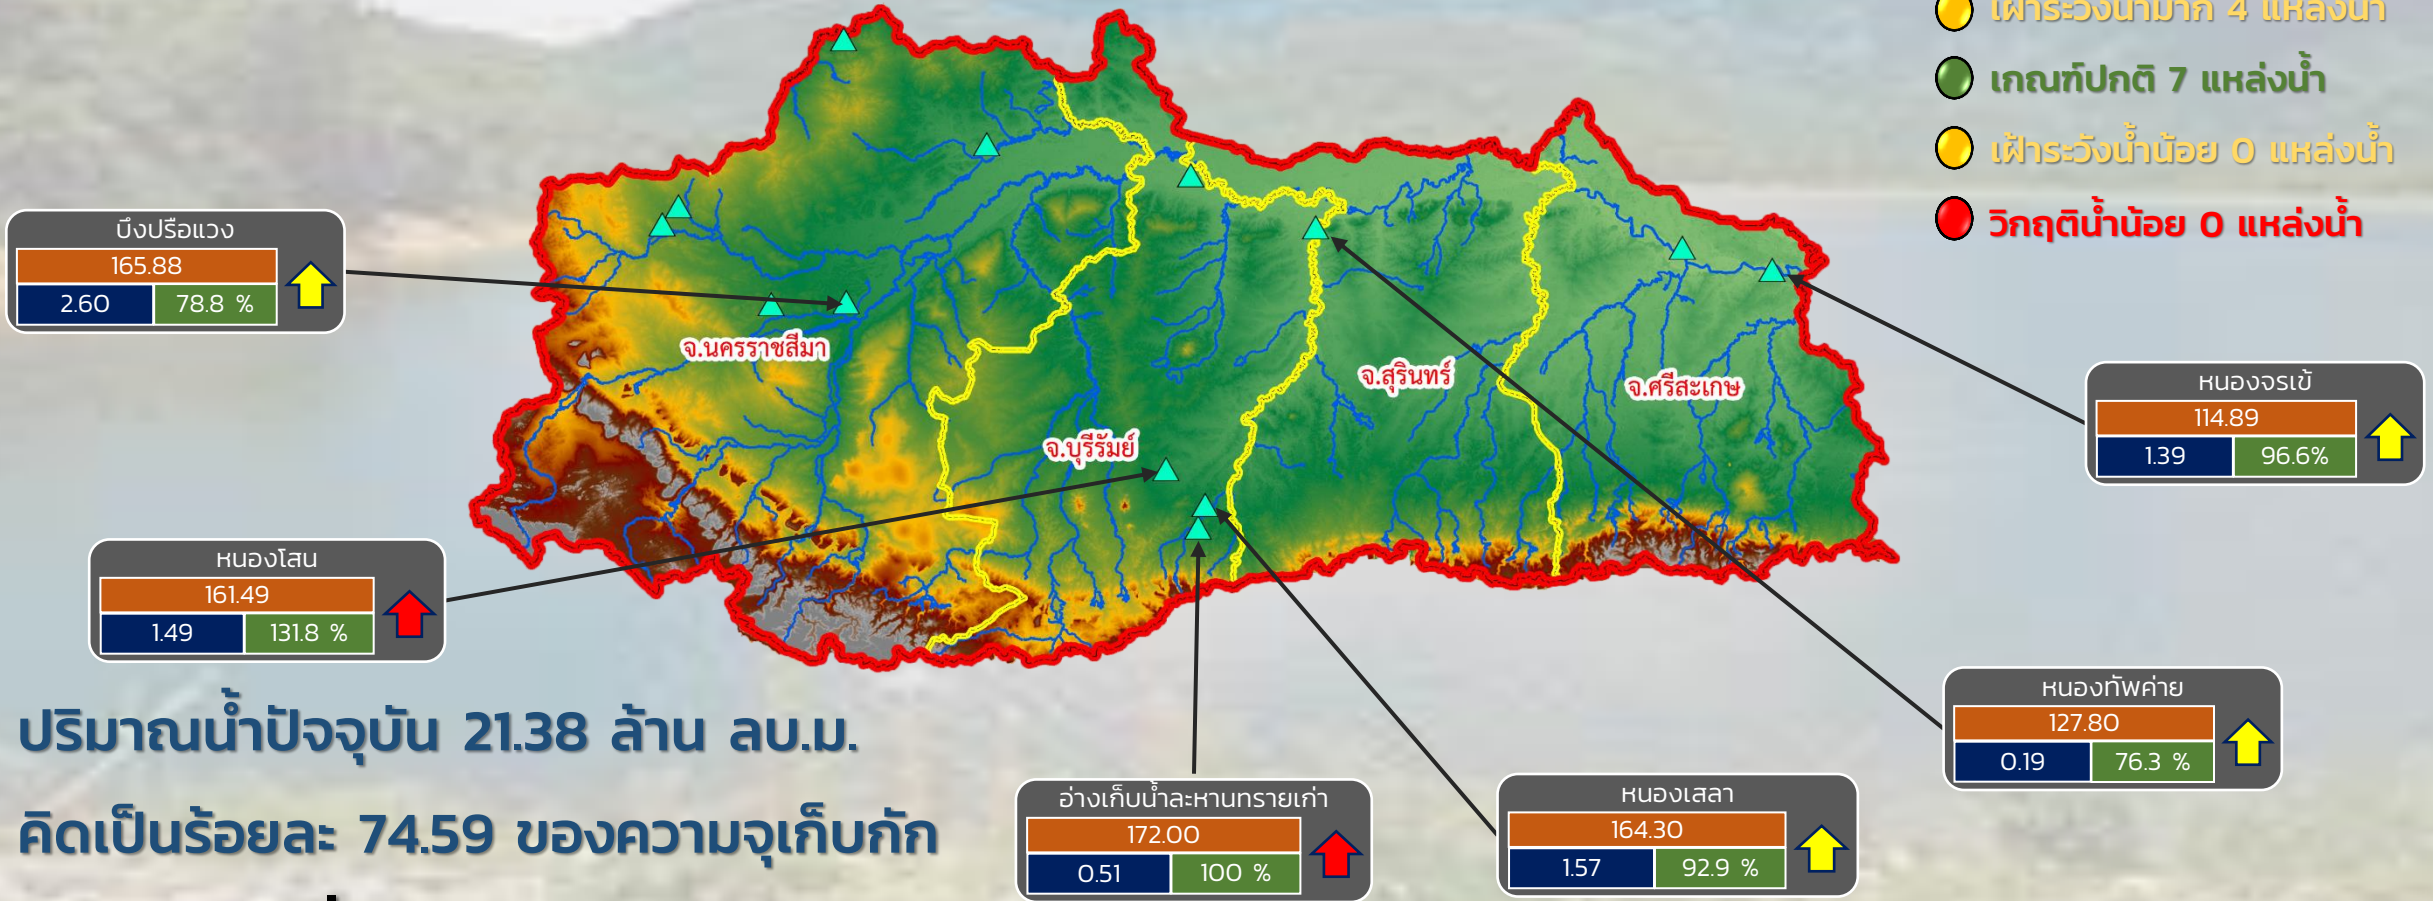 เฝ้าระวังน้ำมาก 4 แหล่งน้ำ
เกณฑ์ปกติ 7 แหล่งน้ำ
เฝ้าระวังน้ำน้อย 0 แหล่งน้ำ
วิกฤติน้ำน้อย 0 แหล่งน้ำ
บึงปรือแวง
165.88
2.60 78.8 %
จ.นครราชสีมา
จ.บุรีรัมย์
จ.สุรินทร์
จ.ศรีสะเกษ
หนองจรเข้
114.89
1.39 96.6%
หนองโสน
161.49
1.49 131.8 %
หนองทัพค่าย
127.80
0.19 76.3 %
อ่างเก็บน้ำละหานทรายเก่า
172.00
0.51 100 %
หนองเสลา
164.30
1.57 92.9 %
ปริมาณน้ำปัจจุบัน 21.38 ล้าน ลบ.ม.
คิดเป็นร้อยละ 74.59 ของความจุเก็บกัก